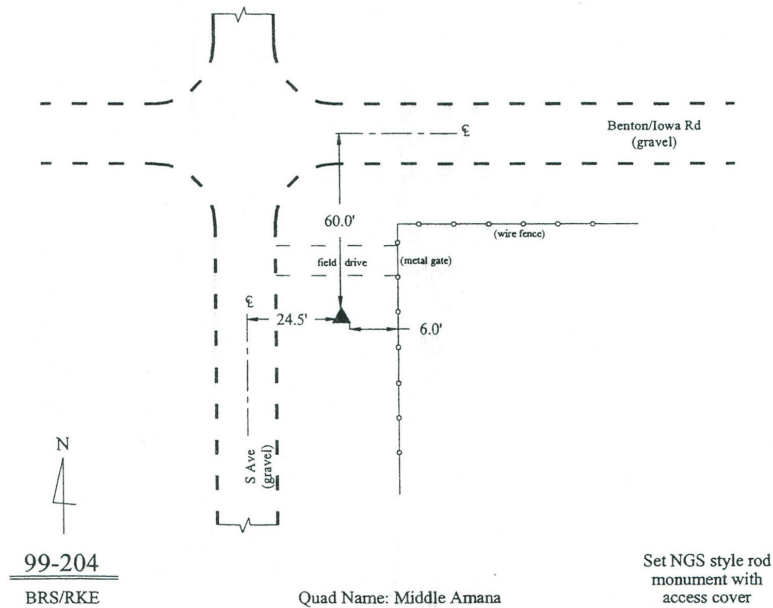 ℄
Benton/Iowa Rd
(gravel)
60.0'
(wire fence)
field drive
(metal gate)
℄
24.5'
6.0'
S Ave
(gravel)
N
99-204
BRS/RKE
Quad Name: Middle Amana
Set NGS style rod
monument with
access cover